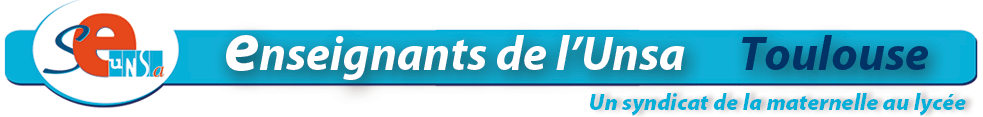 Se UNSa
enseignants de l'Unsa Toulouse
Un syndicat de la maternelle au lycée